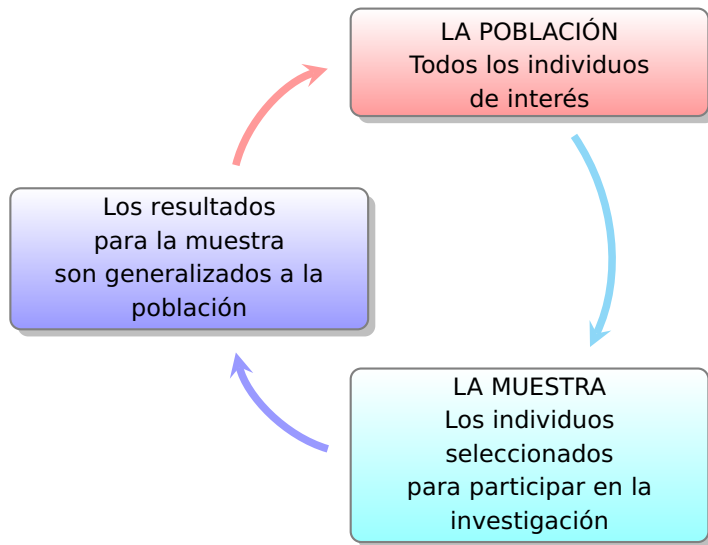 LA POBLACIÓN
Todos los individuos
de interés
LA MUESTRA
Los individuos
seleccionados
para participar en la
investigación
Los resultados
para la muestra
son generalizados a la
población